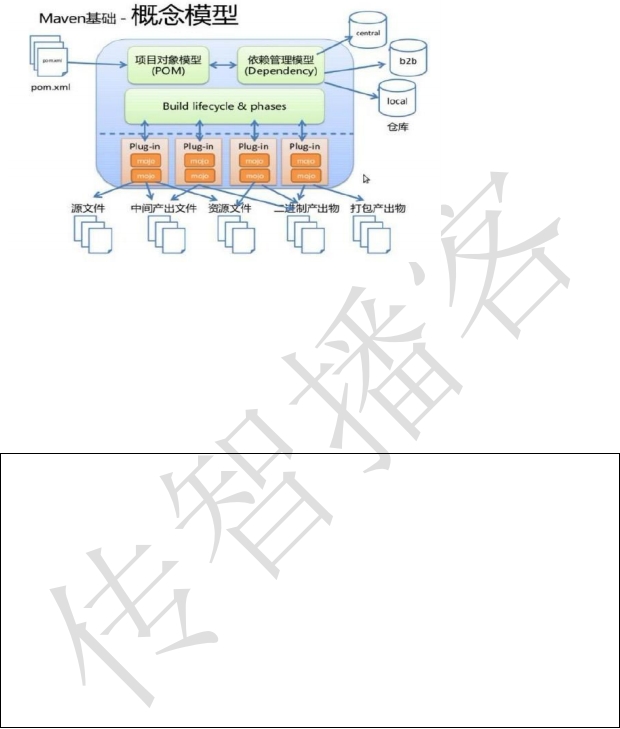 Maven基础 - 概念模型
central
项目对象模型
(POM)
依赖管理模型
(Dependency)
b2b
pom.xml
pom.xml
local
Build lifecycle & phases
仓库
Plug-in Plug-in Plug-in Plug-in
mojo mojo mojo mojo
mojo mojo mojo mojo
源文件 中间产出文件 资源文件 二进制产出物 打包产出物
传智播客